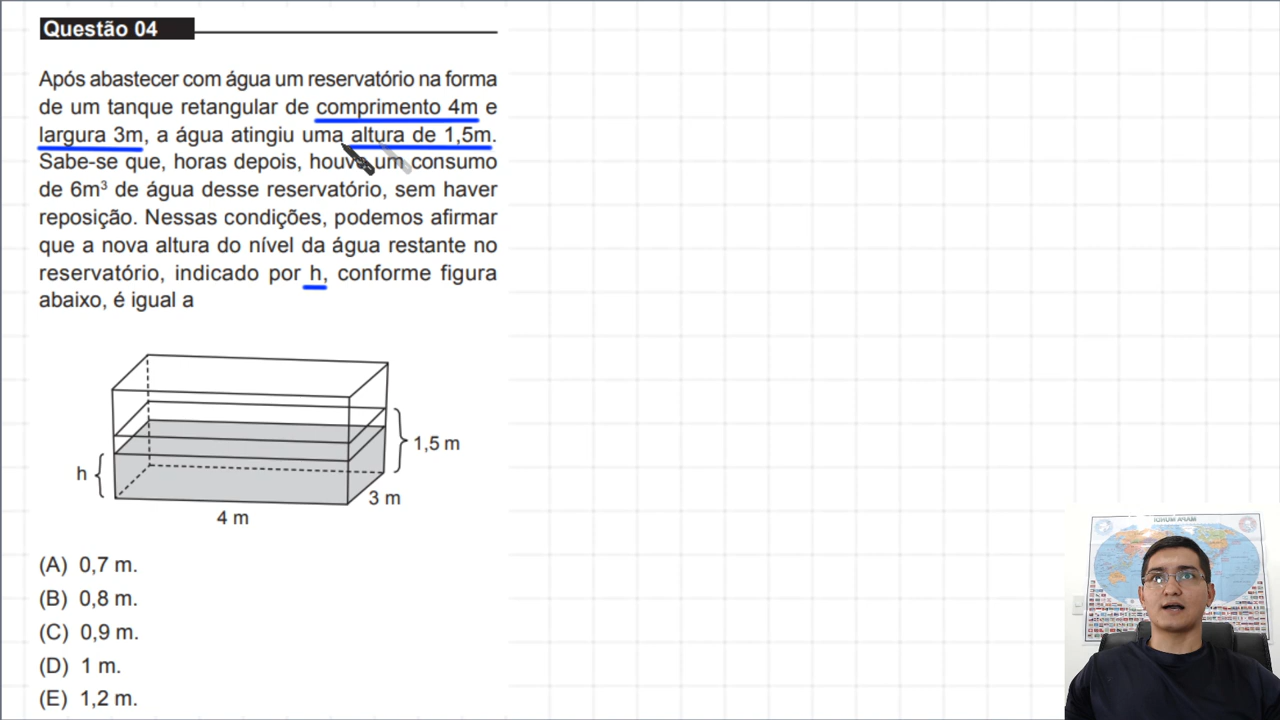 Questão 04
Após abastecer com água um reservatório na forma
de um tanque retangular de comprimento 4m e
largura 3m, a água atingiu uma altura de 1,5m.
Sabe-se que, horas depois, houve um consumo
de 6m³ de água desse reservatório, sem haver
reposição. Nessas condições, podemos afirmar
que a nova altura do nível da água restante no
reservatório, indicado por h, conforme figura
abaixo, é igual a
1,5 m
h
3 m
4 m
(A) 0,7 m.
(B) 0,8 m.
(C) 0,9 m.
(D) 1 m.
(E) 1,2 m.